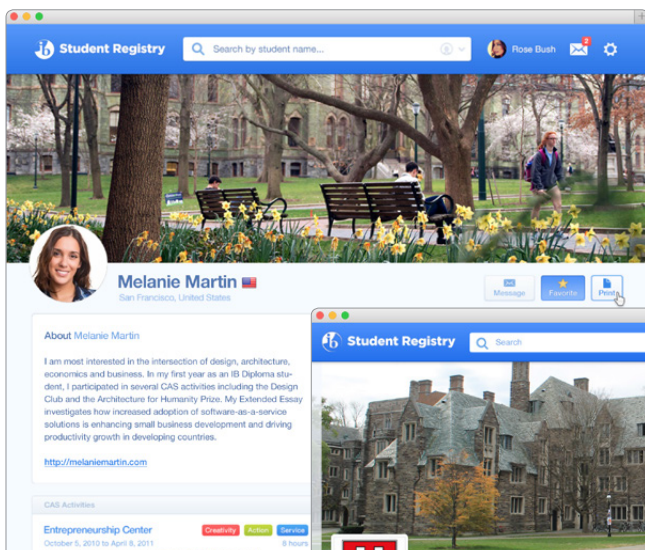 Student Registry
Search by student name...
Rose Bush
2
Melanie Martin
San Francisco, United States
Message
Favorite
Print
About Melanie Martin
I am most interested in the intersection of design, architecture,
economics and business. In my first year as an IB Diploma stu-
dent, I participated in several CAS activities including the Design
Club and the Architecture for Humanity Prize. My Extended Essay
investigates how increased adoption of software-as-a-service
solutions is enhancing small business development and driving
productivity growth in developing countries.
http://melaniemartin.com
CAS Activities
Entrepreneurship Center
Creativity
Action
Service
October 5, 2010 to April 8, 2011
6 hours
Student Registry
Search